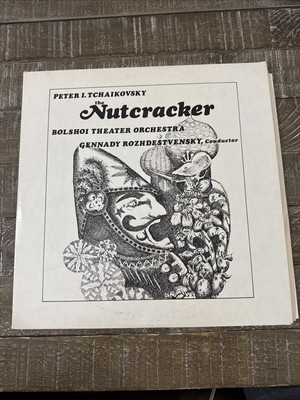 PETER I. TCHAIKOVSKY
the
Nutcracker
BOLSHOI THEATER ORCHESTRA
GENNADY ROZHDESTVENSKY, Conductor